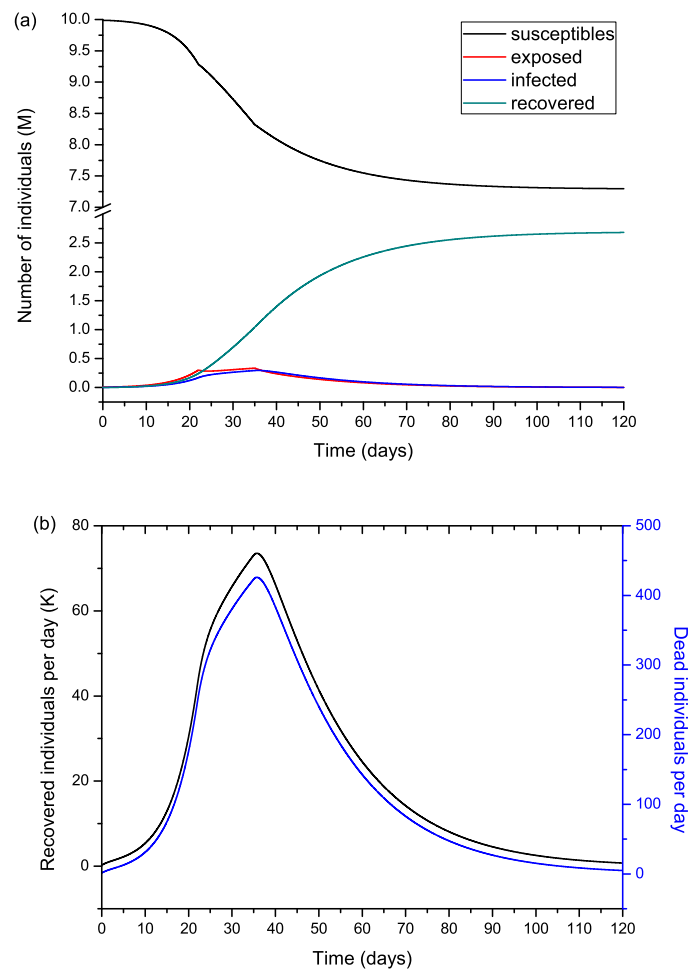 (a)
susceptibles
exposed
infected
recovered
Number of individuals (M)
10.0
9.5
9.0
8.5
8.0
7.5
7.0
2.5
2.0
1.5
1.0
0.5
0.0
0 10 20 30 40 50 60 70 80 90 100 110 120
Time (days)
(b)
Recovered individuals per day (K)
80
60
40
20
0
500
400
300
200
100
0
Dead individuals per day
0 10 20 30 40 50 60 70 80 90 100 110 120
Time (days)